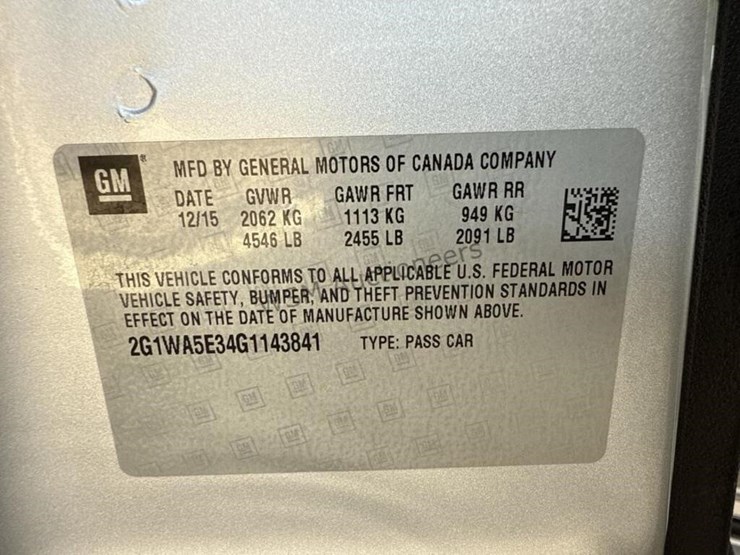 GM
MFD BY GENERAL MOTORS OF CANADA COMPANY
DATE GVWR GAWR FRT GAWR RR
12/15 2062 KG 1113 KG 949 KG
4546 LB 2455 LB 2091 LB
THIS VEHICLE CONFORMS TO ALL APPLICABLE U.S. FEDERAL MOTOR
VEHICLE SAFETY, BUMPER, AND THEFT PREVENTION STANDARDS IN
EFFECT ON THE DATE OF MANUFACTURE SHOWN ABOVE.
2G1WA5E34G1143841 TYPE: PASS CAR